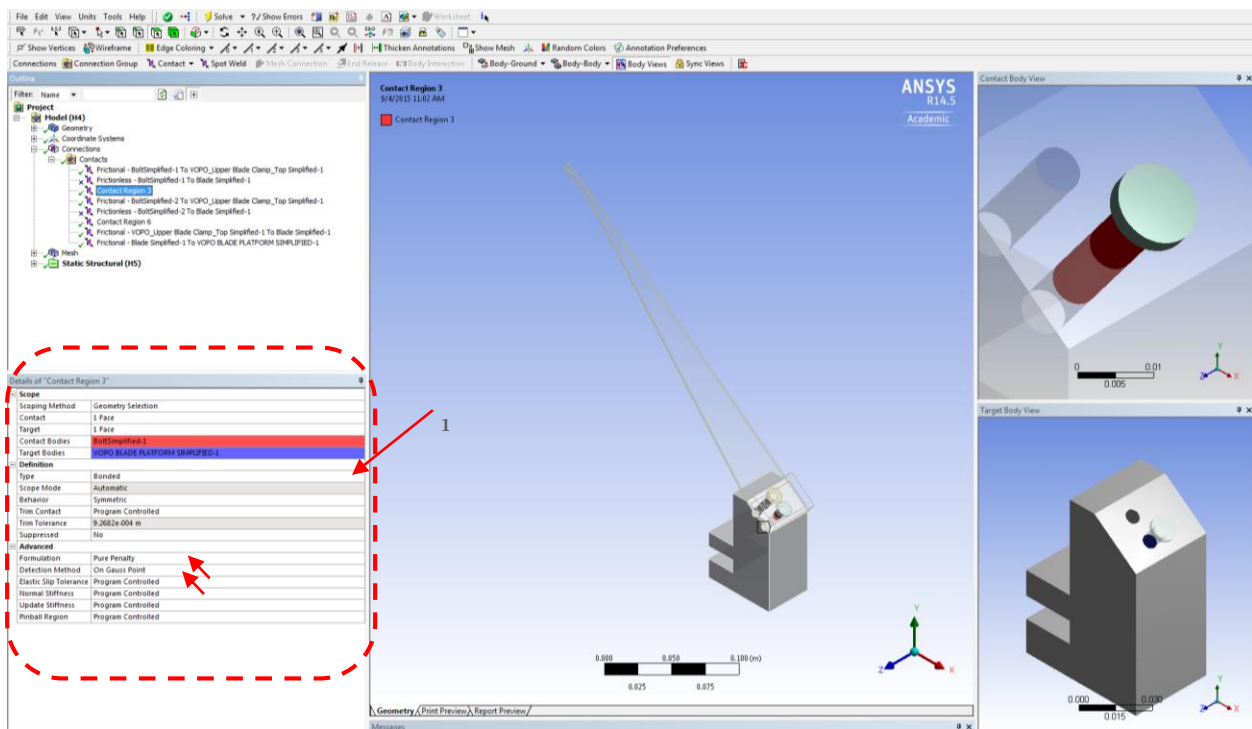 File Edit View Units Tools Help Solve ?/ Show Errors Worksheet
Show Vertices Wireframe Edge Coloring Thicken Annotations Show Mesh Random Colors Annotation Preferences
Connections Connection Group Contact Spot Weld Mesh Connection End Release Body Interaction Body-Ground Body-Body Body Views Sync Views
Outline
Filter: Name
Project
Model (H4)
Geometry
Coordinate Systems
Connections
Contacts
Frictional - BoltSimplified-1 To VOPO_Upper Blade Clamp_Top Simplified-1
Frictionless - BoltSimplified-1 To Blade Simplified-1
Contact Region 3
Frictional - BoltSimplified-2 To VOPO_Upper Blade Clamp_Top Simplified-1
Frictionless - BoltSimplified-2 To Blade Simplified-1
Contact Region 6
Frictional - VOPO_Upper Blade Clamp_Top Simplified-1 To Blade Simplified-1
Frictional - Blade Simplified-1 To VOPO BLADE PLATFORM SIMPLIFIED-1
Mesh
Static Structural (H5)
Details of "Contact Region 3"
Scope
Scoping Method Geometry Selection
Contact 1 Face
Target 1 Face
Contact Bodies BoltSimplified-1
Target Bodies VOPO BLADE PLATFORM SIMPLIFIED-1
Definition
Type Bonded
Scope Mode Automatic
Behavior Symmetric
Trim Contact Program Controlled
Trim Tolerance 9.2682e-004 m
Suppressed No
Advanced
Formulation Pure Penalty
Detection Method On Gauss Point
Elastic Slip Tolerance Program Controlled
Normal Stiffness Program Controlled
Update Stiffness Program Controlled
Pinball Region Program Controlled
1
Contact Region 3
9/4/2015 11:02 AM
Contact Region 3
ANSYS
R14.5
Academic
0.000 0.050 0.100 (m)
0.025 0.075
Y
Z X
Geometry Print Preview Report Preview
Messages
Contact Body View
0 0.01
0.005
Y
Z X
Target Body View
0.000 0.030
0.015
Y
Z X